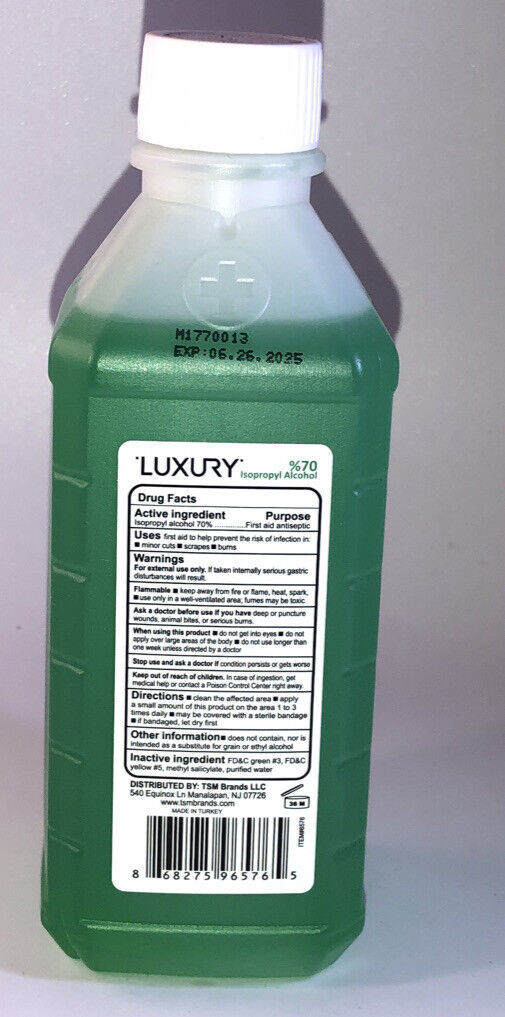 M1770013
EXP:06.26.2025
LUXURY
%70
Isopropyl Alcohol
Drug Facts
Active ingredient Purpose
Isopropyl alcohol 70% ..............First aid antiseptic
Uses first aid to help prevent the risk of infection in:
■ minor cuts ■ scrapes ■ burns
Warnings
For external use only. If taken internally serious gastric
disturbances will result.
Flammable ■ keep away from fire or flame, heat, spark,
■ use only in a well-ventilated area; fumes may be toxic
Ask a doctor before use if you have deep or puncture
wounds, animal bites, or serious burns.
When using this product ■ do not get into eyes ■ do not
apply over large areas of the body ■ do not use longer than
one week unless directed by a doctor
Stop use and ask a doctor if condition persists or gets worse
Keep out of reach of children. In case of ingestion, get
medical help or contact a Poison Control Center right away.
Directions ■ clean the affected area ■ apply
a small amount of this product on the area 1 to 3
times daily ■ may be covered with a sterile bandage
■ if bandaged, let dry first
Other information ■ does not contain, nor is
intended as a substitute for grain or ethyl alcohol
Inactive ingredient FD&C green #3, FD&C
yellow #5, methyl salicylate, purified water
DISTRIBUTED BY: TSM Brands LLC
540 Equinox Ln Manalapan, NJ 07726
www.tsmbrands.com
MADE IN TURKEY
36 M
ITEM#6576
8 68275 96576 5